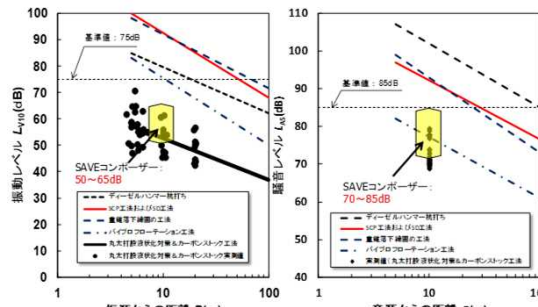 振動レベル L V10 (dB)
100
90
80
70
60
50
40
30
20
10
0
基準値：75dB
SAVEコンポーザー：
50～65dB
ディーゼルハンマー杭打ち
SCP工法およびSD工法
重錘落下締固め工法
バイブロフローテーション工法
丸太打設液状化対策＆カーボンストック工法
丸太打設液状化対策＆カーボンストック実測値
1
10
100
騒音レベル L A5 (dB)
110
100
90
80
70
60
50
40
基準値：85dB
SAVEコンポーザー：
70～85dB
ディーゼルハンマー杭打ち
SCP工法およびSD工法
重錘落下締固め工法
バイブロフローテーション工法
実測値(丸太打設液状化対策＆カーボンストック工法
1
10